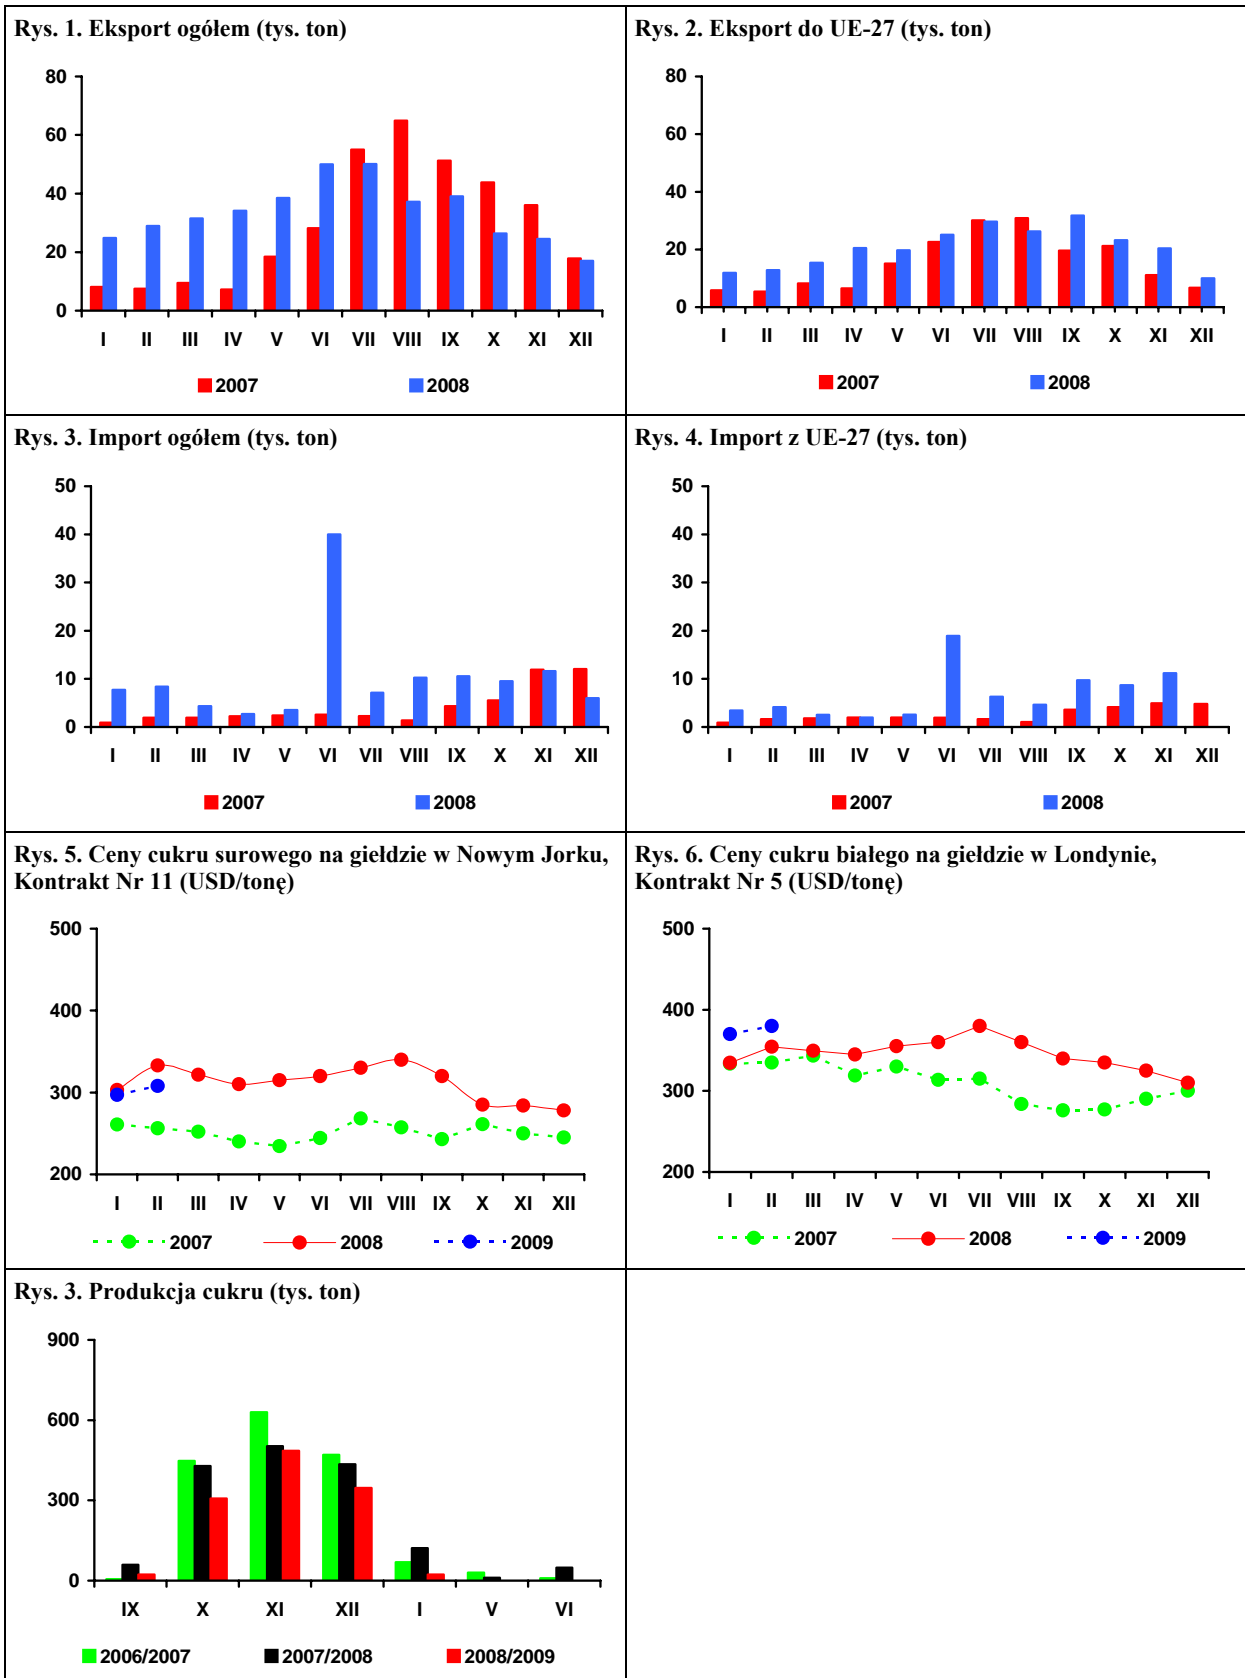 Rys. 1. Eksport ogółem (tys. ton)
80
60
40
20
0
I II III IV V VI VII VIII IX X XI XII
2007 2008
Rys. 2. Eksport do UE-27 (tys. ton)
80
60
40
20
0
I II III IV V VI VII VIII IX X XI XII
2007 2008
Rys. 3. Import ogółem (tys. ton)
50
40
30
20
10
0
I II III IV V VI VII VIII IX X XI XII
2007 2008
Rys. 4. Import z UE-27 (tys. ton)
50
40
30
20
10
0
I II III IV V VI VII VIII IX X XI XII
2007 2008
Rys. 5. Ceny cukru surowego na giełdzie w Nowym Jorku,
Kontrakt Nr 11 (USD/tonę)
500
400
300
200
I II III IV V VI VII VIII IX X XI XII
2007 2008 2009
Rys. 6. Ceny cukru białego na giełdzie w Londynie,
Kontrakt Nr 5 (USD/tonę)
500
400
300
200
I II III IV V VI VII VIII IX X XI XII
2007 2008 2009
Rys. 3. Produkcja cukru (tys. ton)
900
600
300
0
IX X XI XII I V VI
2006/2007 2007/2008 2008/2009